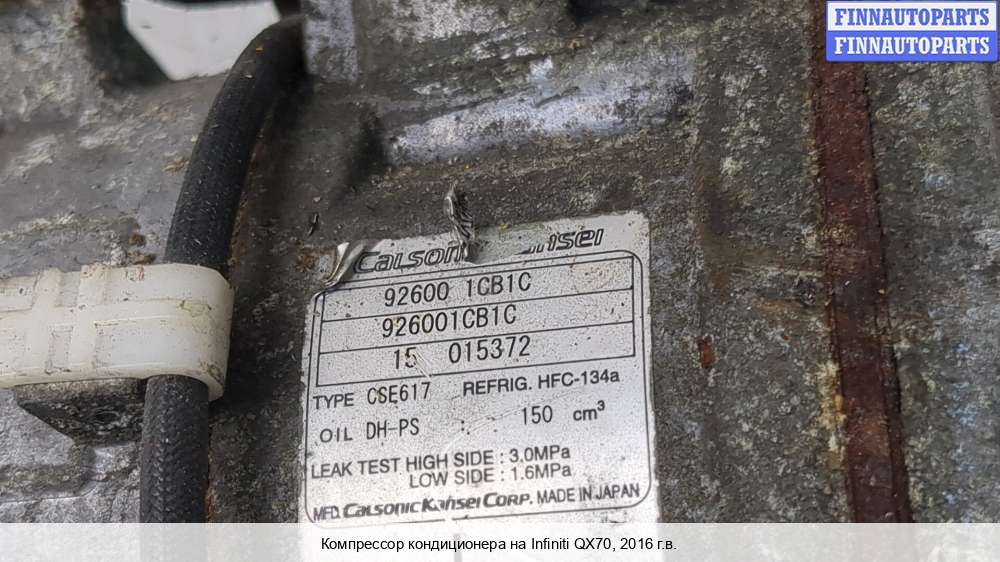 FINNAUTOPARTS
FINNAUTOPARTS
Calsonic Kansei
92600 1CB1C
926001CB1C
15 015372
TYPE CSE617 REFRIG. HFC-134a
OIL DH-PS : 150 cm³
LEAK TEST HIGH SIDE : 3.0MPa
LOW SIDE : 1.6MPa
MFD. Calsonic Kansei Corp. MADE IN JAPAN
Компрессор кондиционера на Infiniti QX70, 2016 г.в.